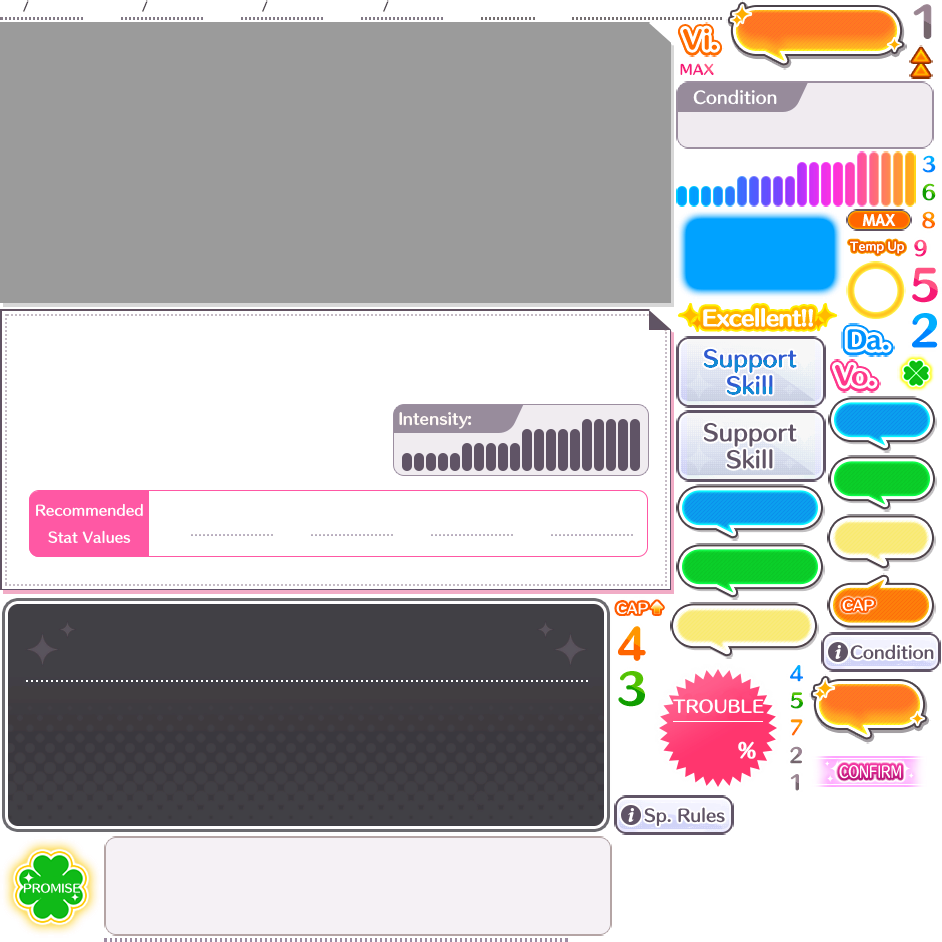 / / / /
Vi.
MAX
1
Condition
3
6
MAX
8
Temp Up
9
5
Excellent!!
2
Da.
Support
Skill
Vo.
Intensity:
Support
Skill
Recommended
Stat Values
CAP
CAP
4
Condition
3
4
TROUBLE
5
7
%
2
CONFIRM
1
Sp. Rules
PROMISE